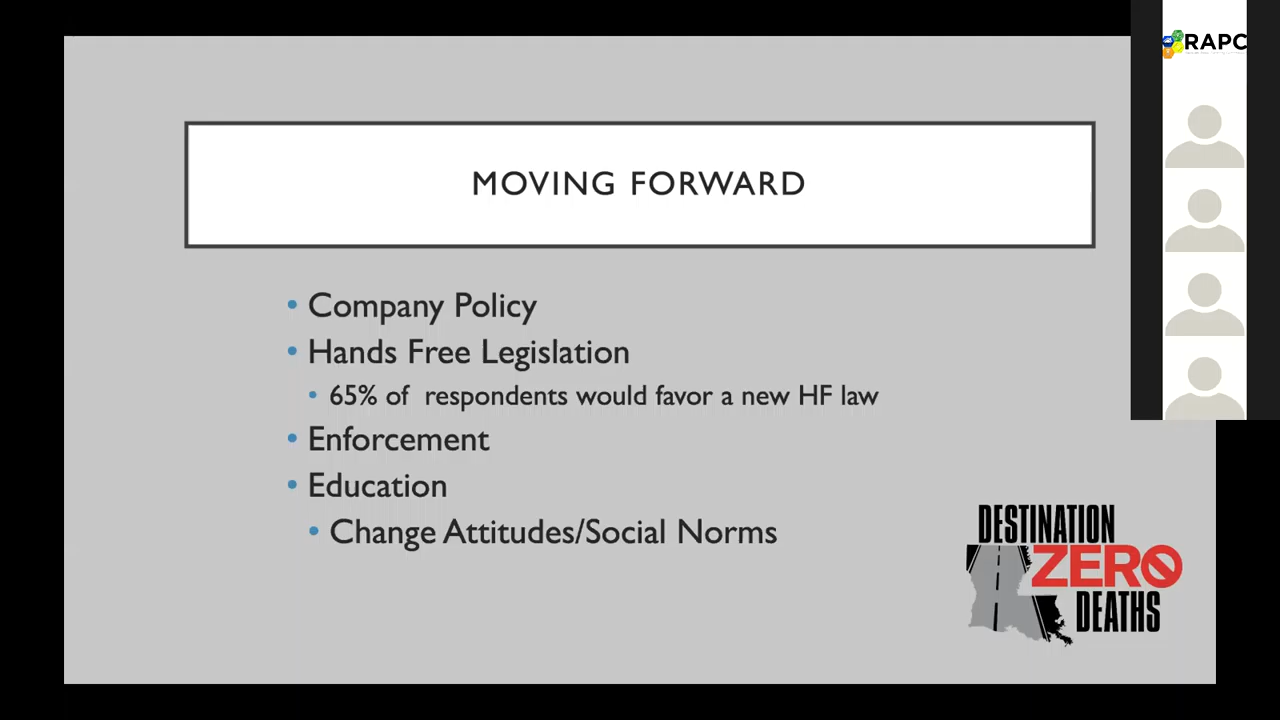 RAPC
MOVING FORWARD
• Company Policy
• Hands Free Legislation
• 65% of  respondents would favor a new HF law
• Enforcement
• Education
• Change Attitudes/Social Norms
DESTINATION
ZERO
DEATHS